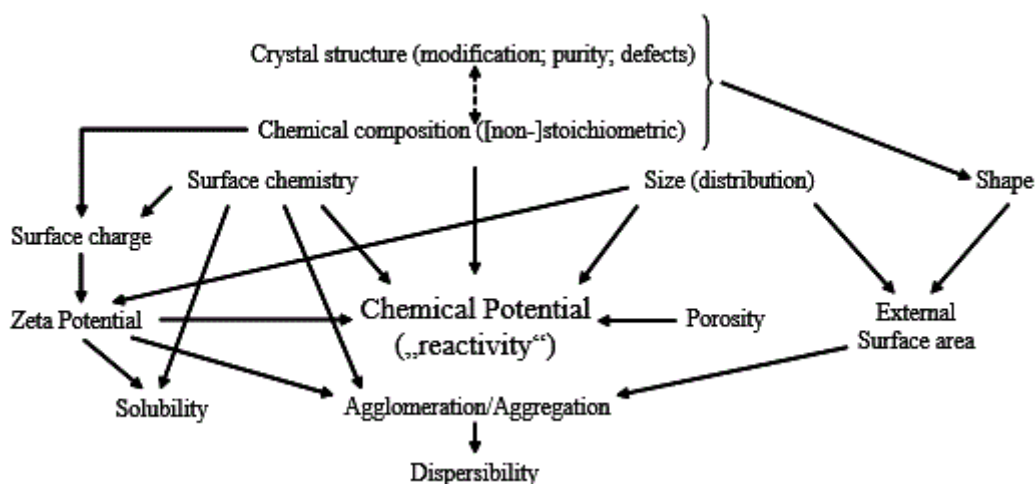 Crystal structure (modification; purity; defects)
Chemical composition ([non-]stoichiometric)
Surface chemistry
Size (distribution)
Shape
Surface charge
Zeta Potential
Chemical Potential
(„reactivity“)
Porosity
External
Surface area
Solubility
Agglomeration/Aggregation
Dispersibility